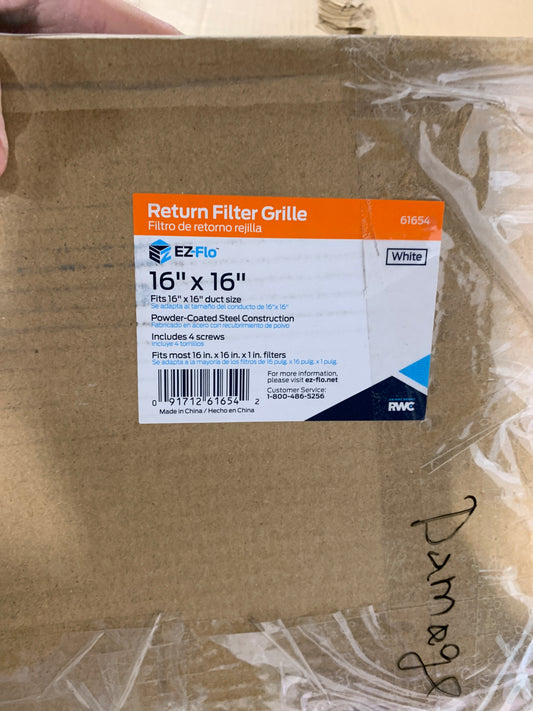 Return Filter Grille
61654
Filtro de retorno rejilla
EZ-Flo™
White
16" x 16"
Fits 16" x 16" duct size
Se adapta al tamaño del conducto de 16"x 16"
Powder-Coated Steel Construction
Fabricado en acero con recubrimiento de polvo
Includes 4 screws
Incluye 4 tornillos
Fits most 16 in. x 16 in. x 1 in. filters
Se adapta a la mayoría de los filtros de 16 pulg. x 16 pulg. x 1 pulg.
For more information,
please visit ez-flo.net
Customer Service:
1-800-486-5256
0 91712 61654 2
Made in China / Hecho en China
RWC
Damage